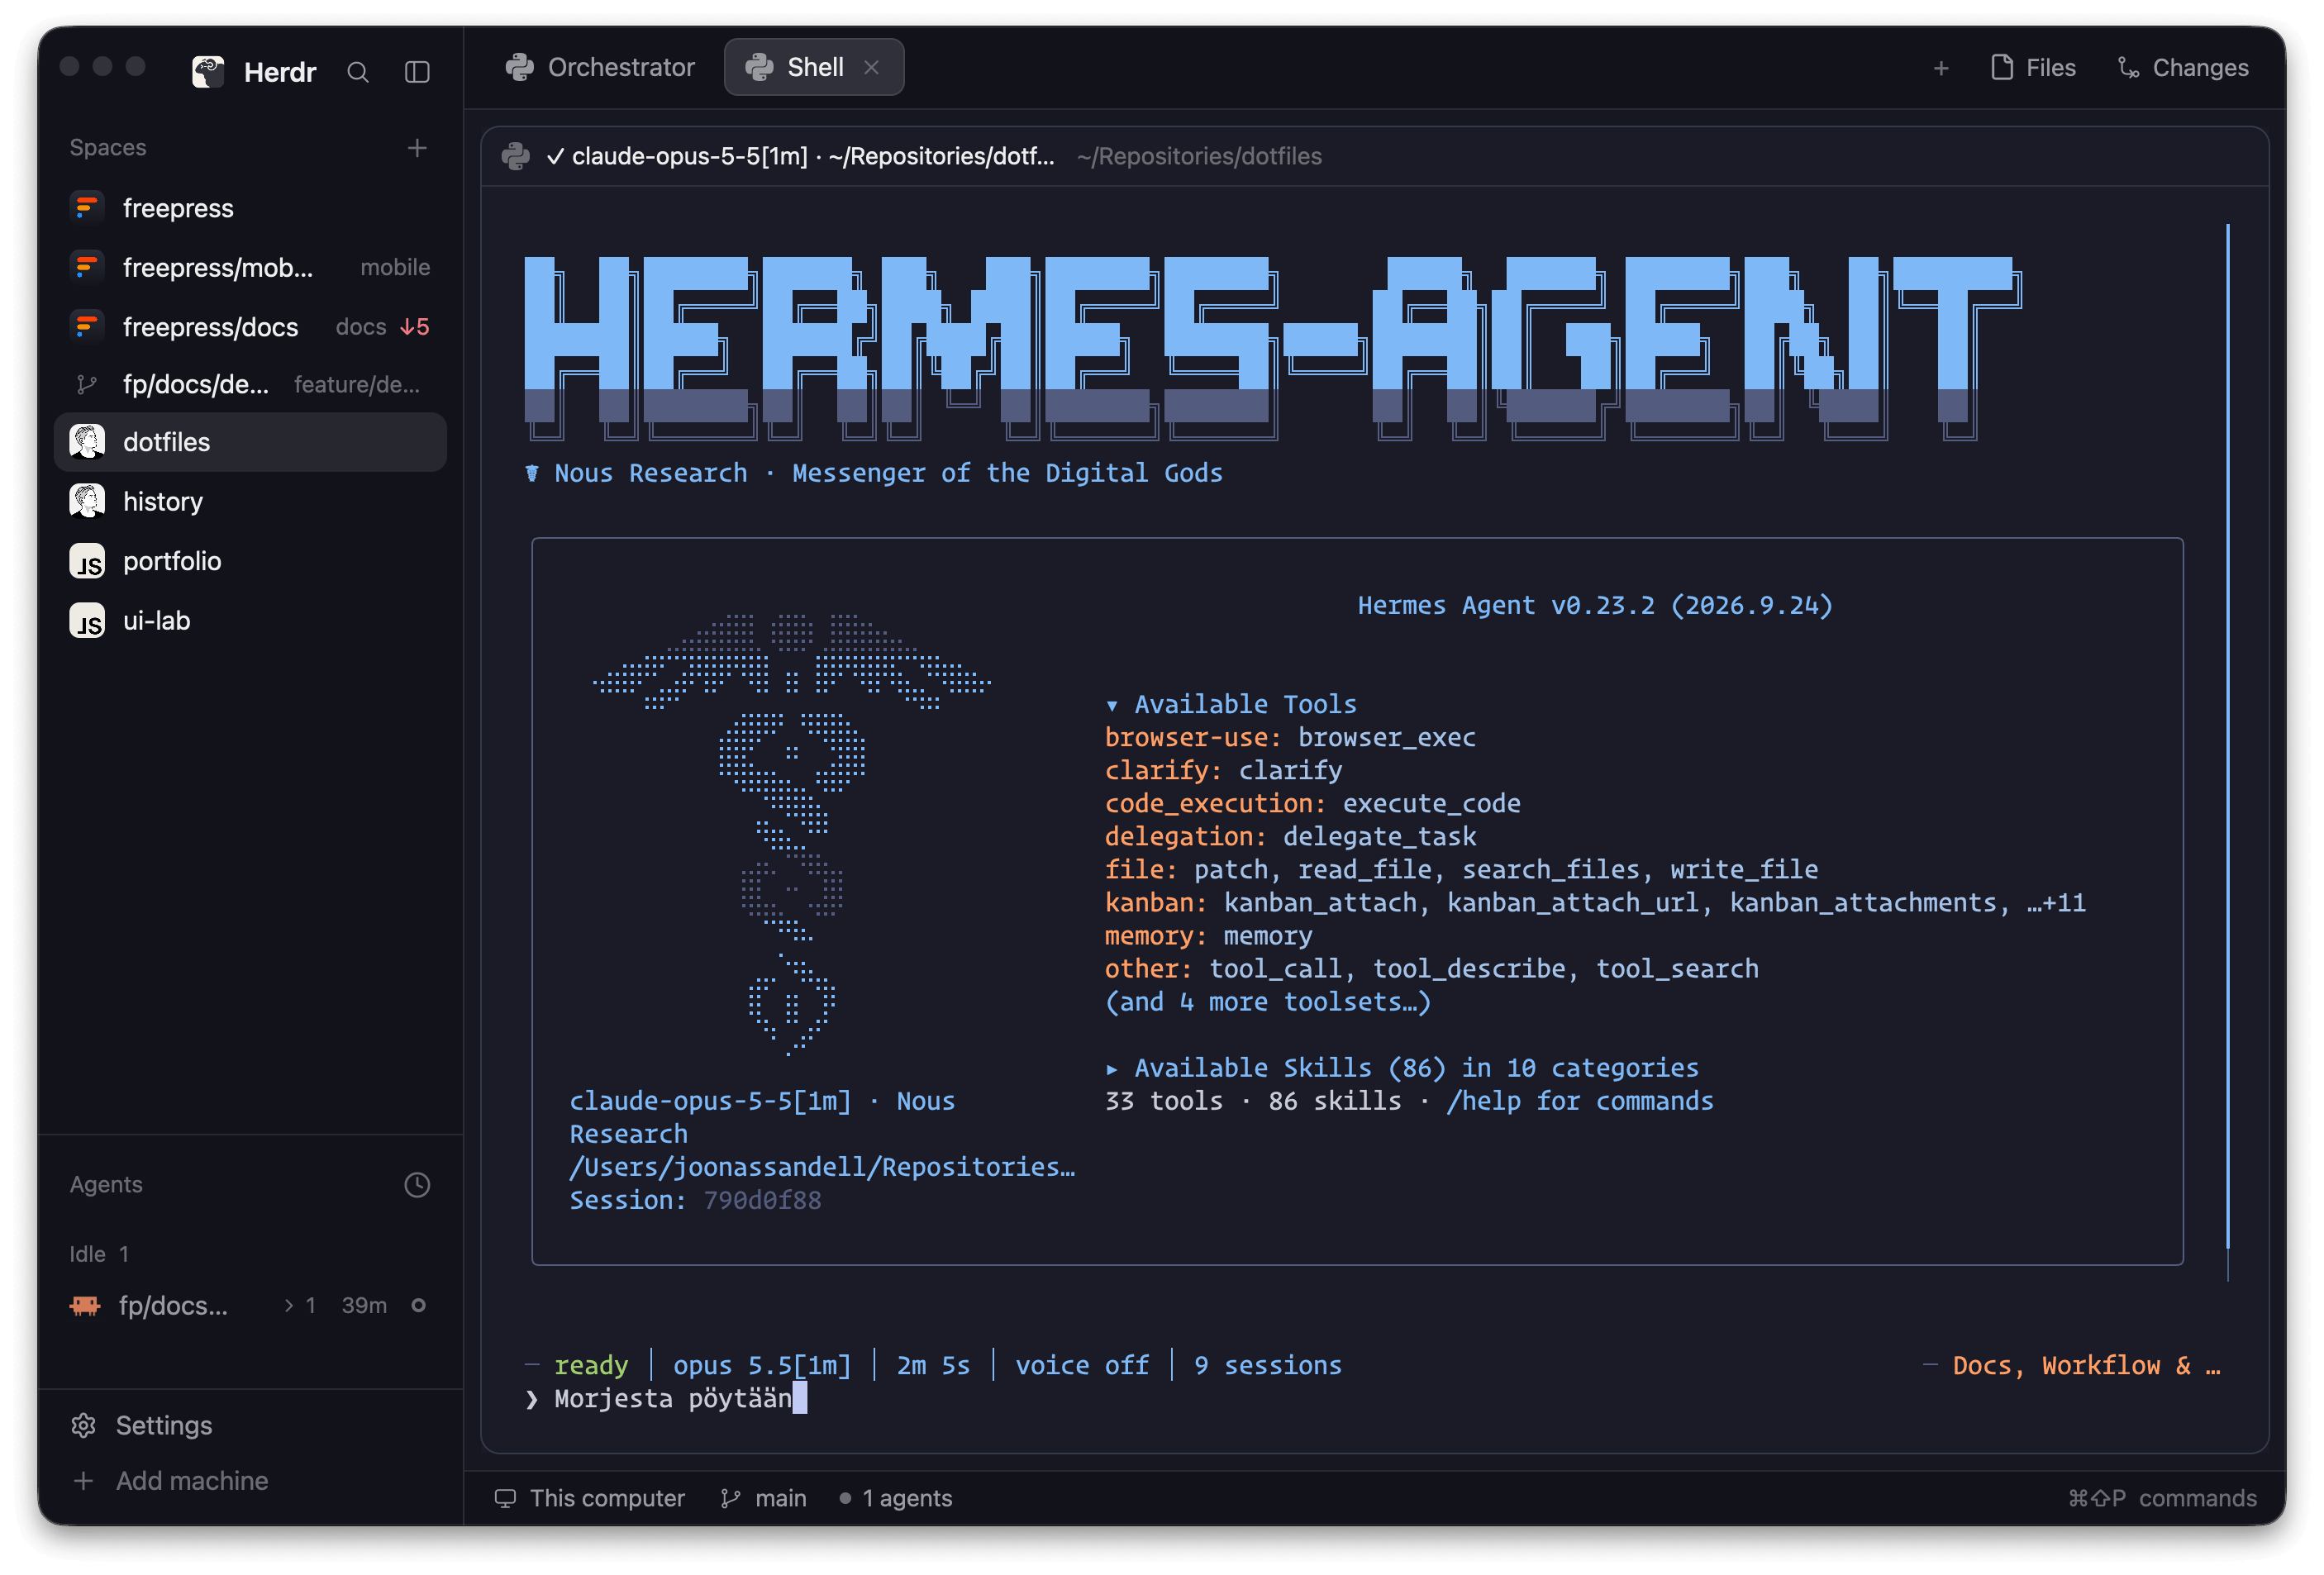 Herdr
Spaces
freepress
freepress/mob... mobile
freepress/docs docs ↓5
fp/docs/de... feature/de...
dotfiles
history
JS portfolio
JS ui-lab
Agents
Idle 1
fp/docs... > 1 39m
Settings
+ Add machine
Orchestrator
Shell
+ Files Changes
✓ claude-opus-5-5[1m] · ~/Repositories/dotf... ~/Repositories/dotfiles
HERMES-AGENT
Nous Research · Messenger of the Digital Gods
Hermes Agent v0.23.2 (2026.9.24)
▾ Available Tools
browser-use: browser_exec
clarify: clarify
code_execution: execute_code
delegation: delegate_task
file: patch, read_file, search_files, write_file
kanban: kanban_attach, kanban_attach_url, kanban_attachments, …+11
memory: memory
other: tool_call, tool_describe, tool_search
(and 4 more toolsets…)
▸ Available Skills (86) in 10 categories
33 tools · 86 skills · /help for commands
claude-opus-5-5[1m] · Nous
Research
/Users/joonassandell/Repositories…
Session: 790d0f88
─ ready │ opus 5.5[1m] │ 2m 5s │ voice off │ 9 sessions
─ Docs, Workflow & …
❯ Morjesta pöytään
This computer main 1 agents
⌘⇧P commands